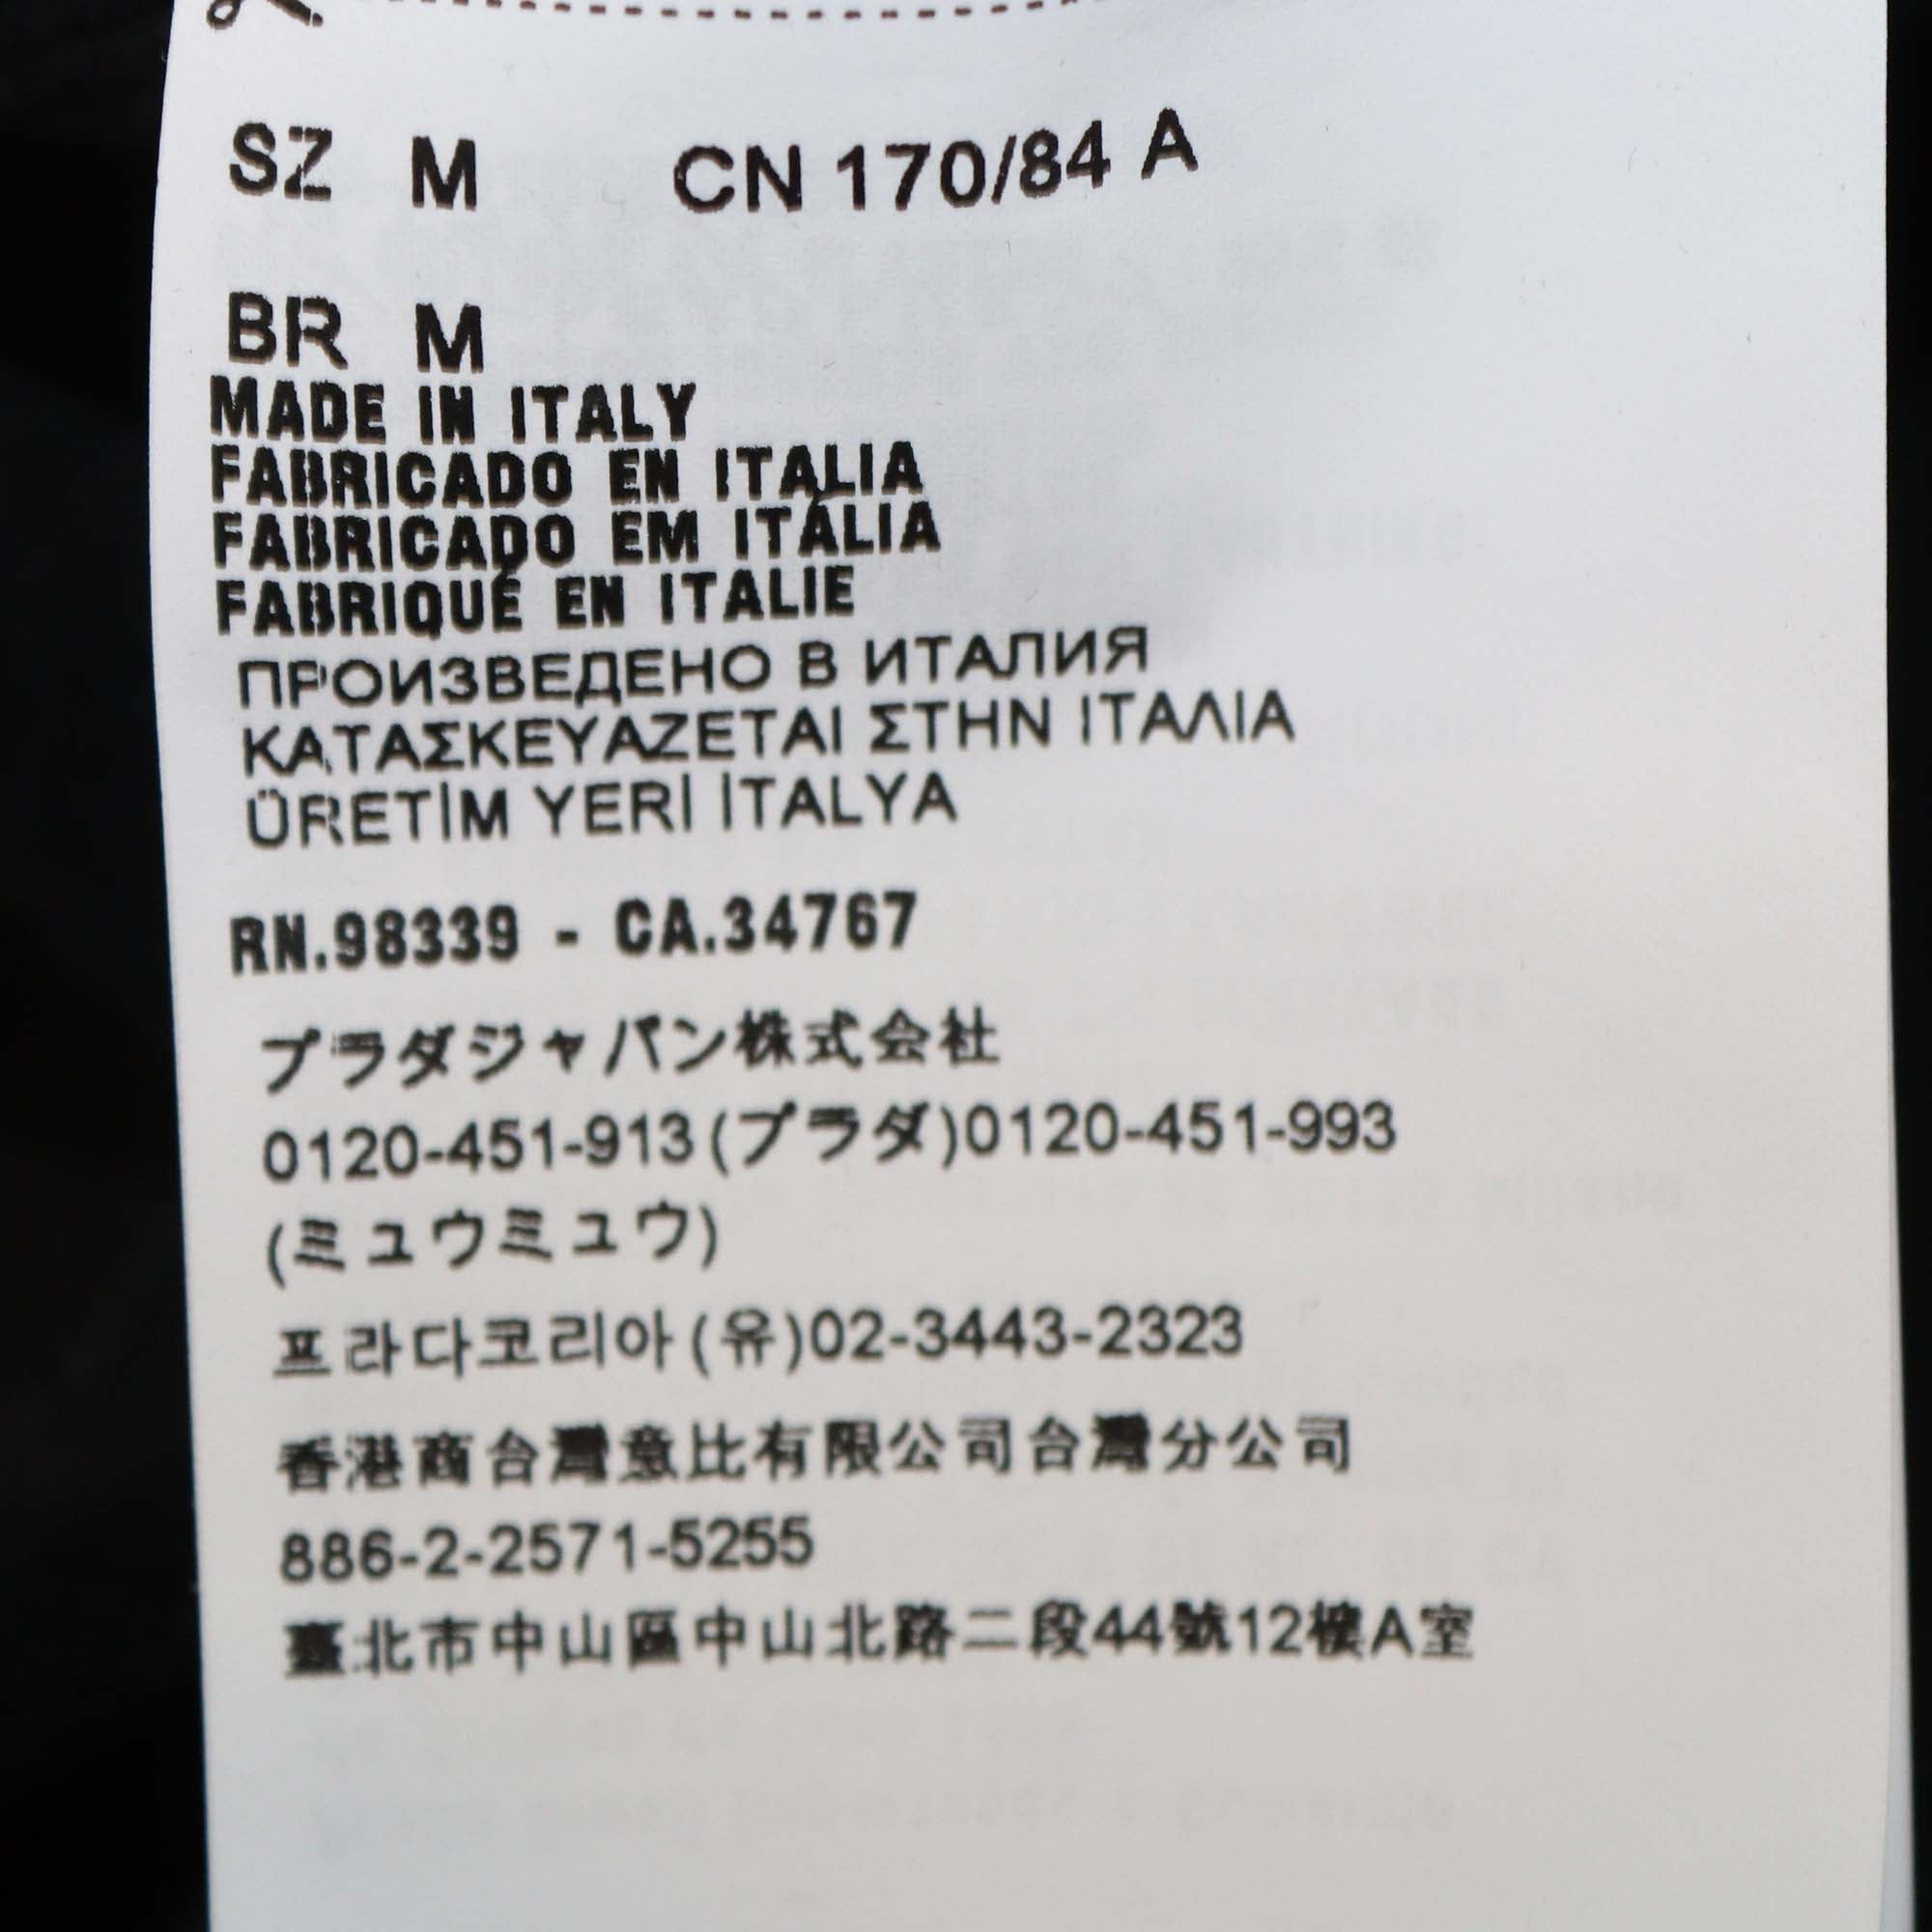 SZ M CN 170/84 A
BR M
MADE IN ITALY
FABRICADO EN ITALIA
FABRICADO EM ITÁLIA
FABRIQUÉ EN ITALIE
ПРОИЗВЕДЕНО В ИТАЛИЯ
ΚΑΤΑΣΚΕΥΑΖΕΤΑΙ ΣΤΗΝ ΙΤΑΛΙΑ
ÜRETİM YERİ İTALYA
RN.98339 - CA.34767
プラダジャパン株式会社
0120-451-913(プラダ)0120-451-993
(ミュウミュウ)
프라다코리아(유)02-3443-2323
香港商台灣意比有限公司台灣分公司
886-2-2571-5255
臺北市中山區中山北路二段44號12樓A室